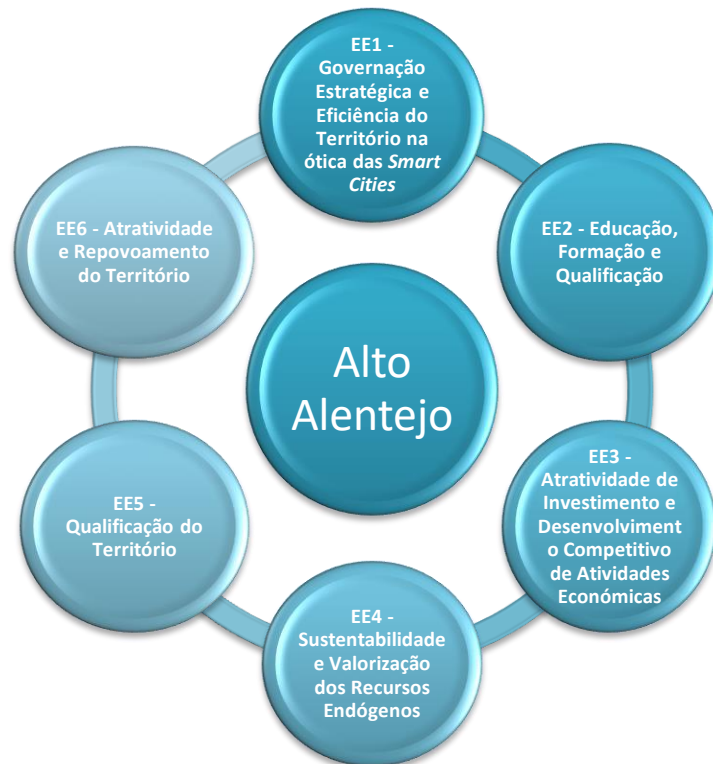 EE1 -
Governação
Estratégica e
Eficiência do
Território na
ótica das Smart
Cities
EE2 - Educação,
Formação e
Qualificação
EE3 -
Atratividade de
Investimento e
Desenvolviment
o Competitivo
de Atividades
Económicas
EE4 -
Sustentabilidade
e Valorização
dos Recursos
Endógenos
EE5 -
Qualificação do
Território
EE6 - Atratividade
e Repovoamento
do Território
Alto
Alentejo